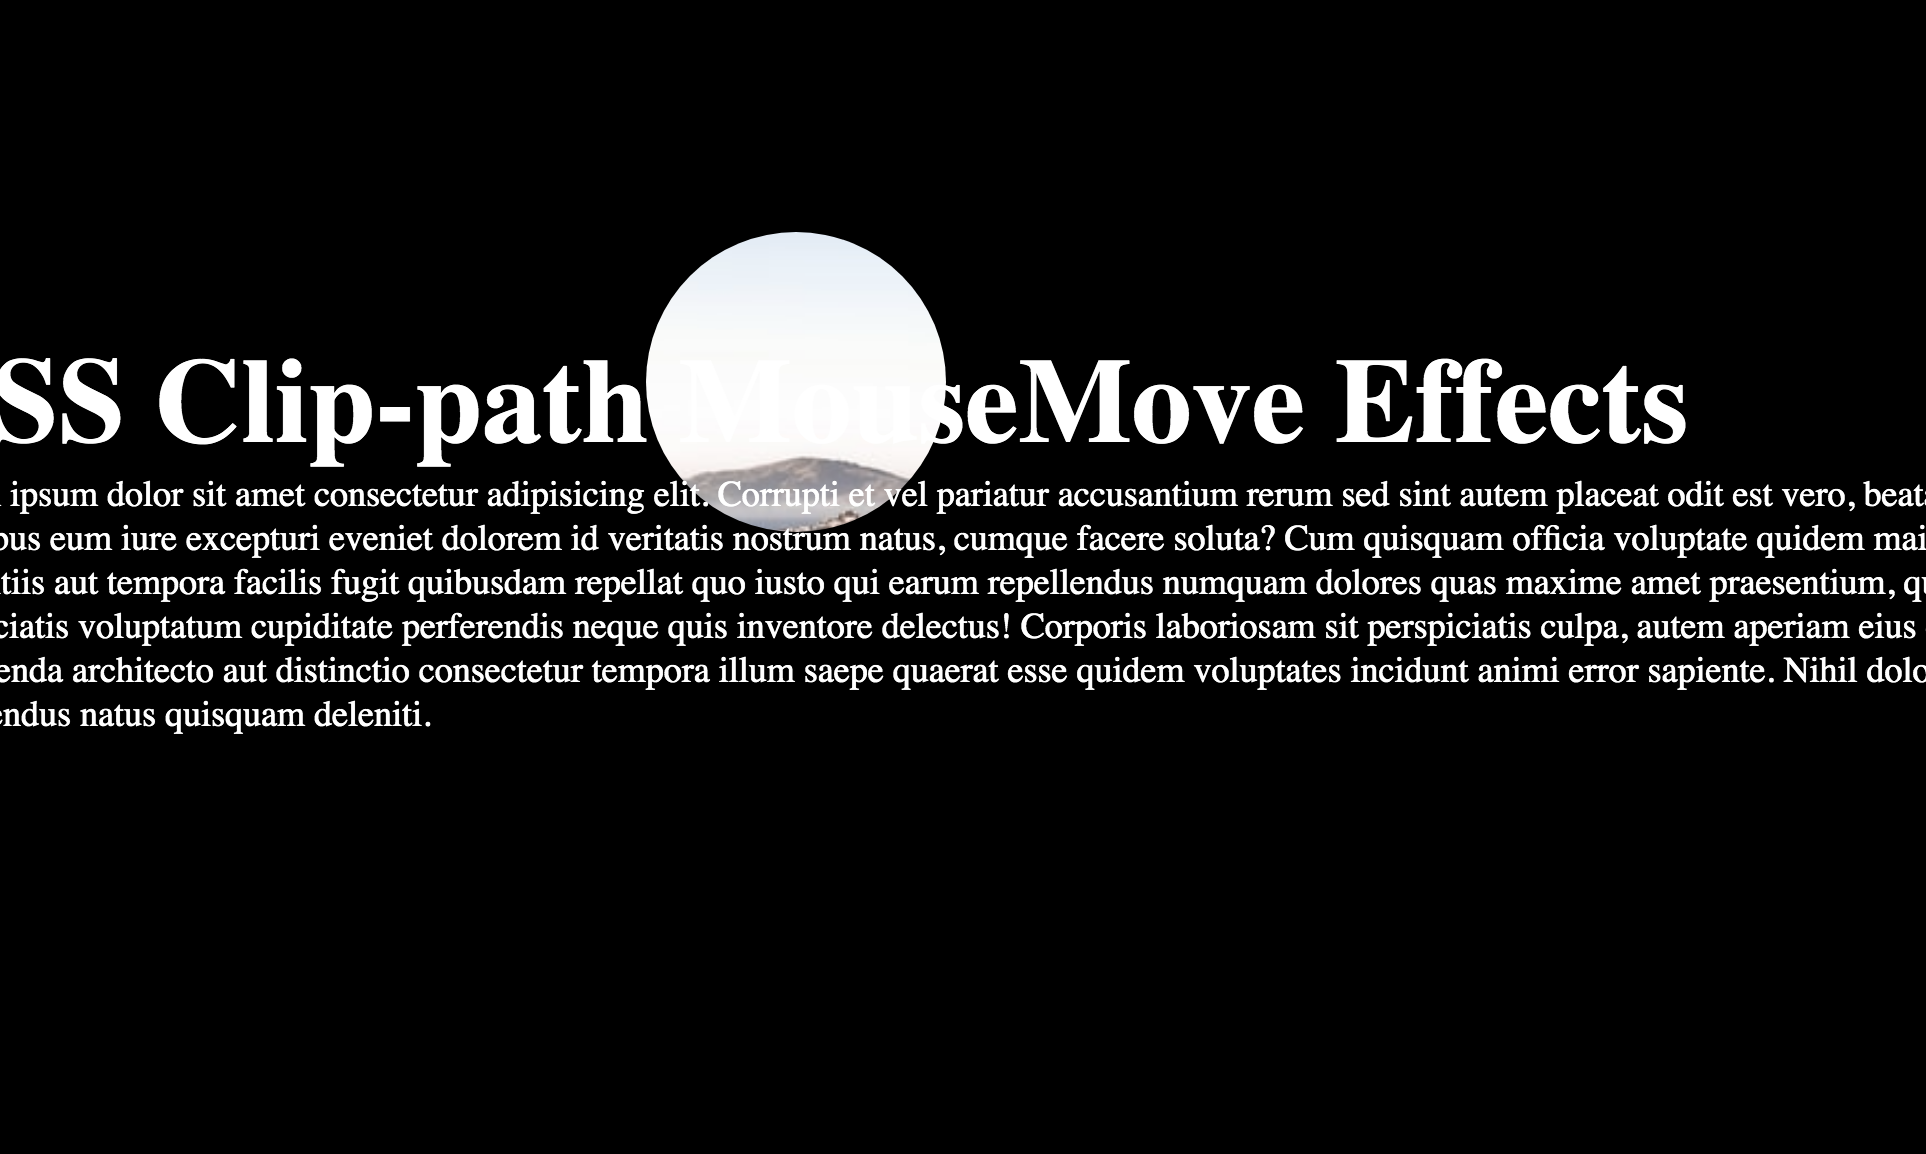 SS Clip-path MouseMove Effects
ipsum dolor sit amet consectetur adipisicing elit. Corrupti et vel pariatur accusantium rerum sed sint autem placeat odit est vero, beata
ous eum iure excepturi eveniet dolorem id veritatis nostrum natus, cumque facere soluta? Cum quisquam officia voluptate quidem mai
tiis aut tempora facilis fugit quibusdam repellat quo iusto qui earum repellendus numquam dolores quas maxime amet praesentium, qu
ciatis voluptatum cupiditate perferendis neque quis inventore delectus! Corporis laboriosam sit perspiciatis culpa, autem aperiam eius
enda architecto aut distinctio consectetur tempora illum saepe quaerat esse quidem voluptates incidunt animi error sapiente. Nihil dolo
endus natus quisquam deleniti.